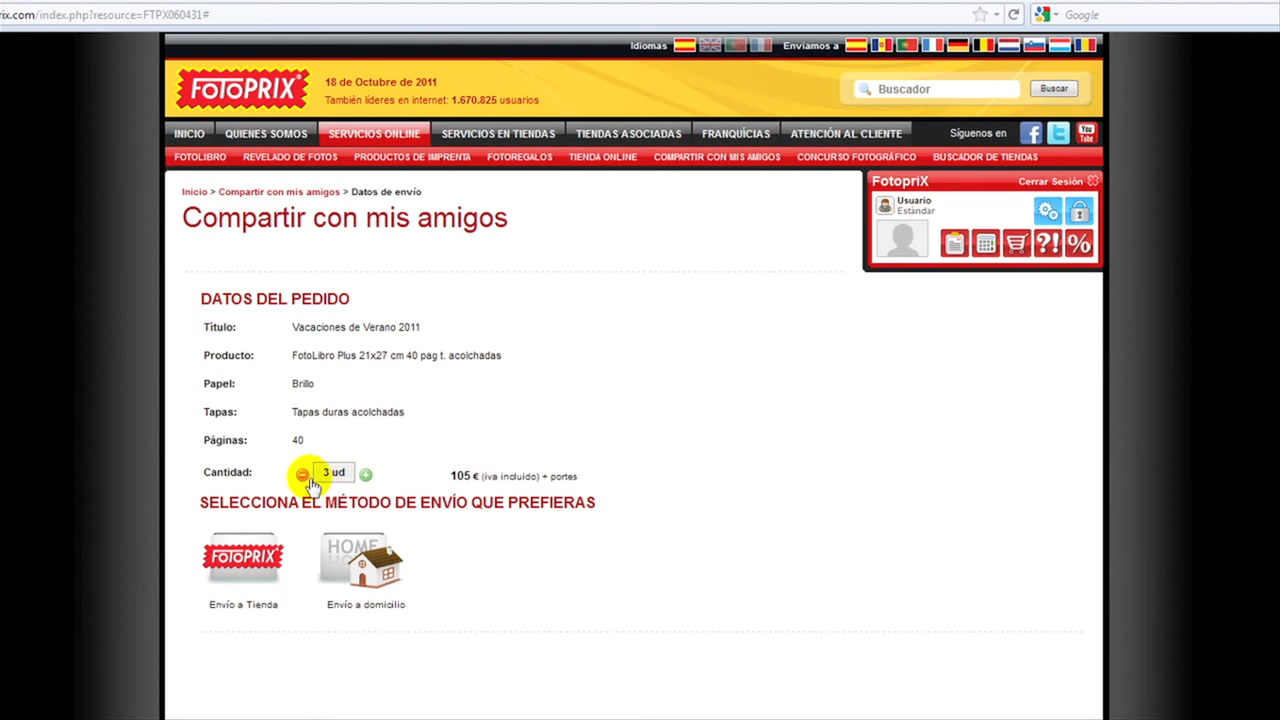 rix.com/index.php?resource=FTPX060431#
Google
Idiomas
Enviamos a
FOTOPRIX
18 de Octubre de 2011
También líderes en internet: 1.670.825 usuarios
Buscador
Buscar
INICIO QUIENES SOMOS SERVICIOS ONLINE SERVICIOS EN TIENDAS TIENDAS ASOCIADAS FRANQUÍCIAS ATENCIÓN AL CLIENTE Síguenos en f t You Tube
FOTOLIBRO REVELADO DE FOTOS PRODUCTOS DE IMPRENTA FOTOREGALOS TIENDA ONLINE COMPARTIR CON MIS AMIGOS CONCURSO FOTOGRÁFICO BUSCADOR DE TIENDAS
FotopriX Cerrar Sesión
Usuario
Estándar
?! %
Inicio > Compartir con mis amigos > Datos de envío
Compartir con mis amigos
DATOS DEL PEDIDO
Título: Vacaciones de Verano 2011
Producto: FotoLibro Plus 21x27 cm 40 pag t. acolchadas
Papel: Brillo
Tapas: Tapas duras acolchadas
Páginas: 40
Cantidad: 3 ud 105 € (iva incluido) + portes
SELECCIONA EL MÉTODO DE ENVÍO QUE PREFIERAS
FOTOPRIX
HOME
Envío a Tienda
Envío a domicilio